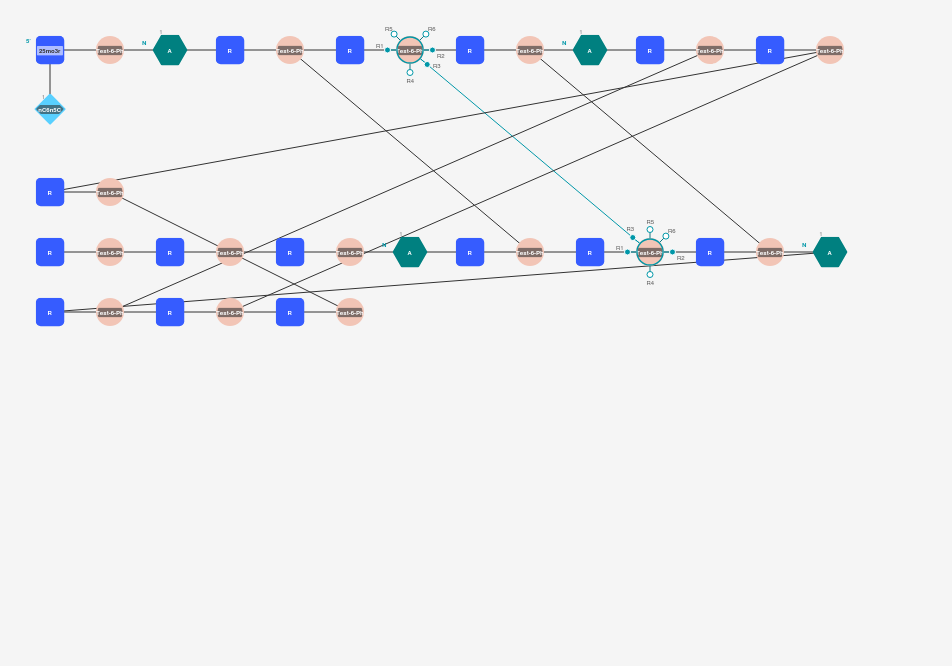 R5 R6
5' 25mo3r Test-6-Ph N 1 A R Test-6-Ph R R1 Test-6-Ph R2 R Test-6-Ph N 1 A R Test-6-Ph R Test-6-Ph
R3
R4
1
nC6n5C
R Test-6-Ph
R5
R3 R6
R Test-6-Ph R Test-6-Ph R Test-6-Ph N 1 A R Test-6-Ph R R1 Test-6-Ph R2 R Test-6-Ph N 1 A
R4
R Test-6-Ph R Test-6-Ph R Test-6-Ph